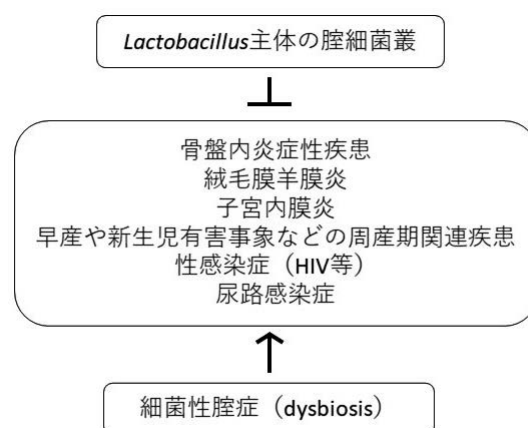 Lactobacillus主体の腟細菌叢
骨盤内炎症性疾患
絨毛膜羊膜炎
子宮内膜炎
早産や新生児有害事象などの周産期関連疾患
性感染症（HIV等）
尿路感染症
細菌性腟症（dysbiosis）